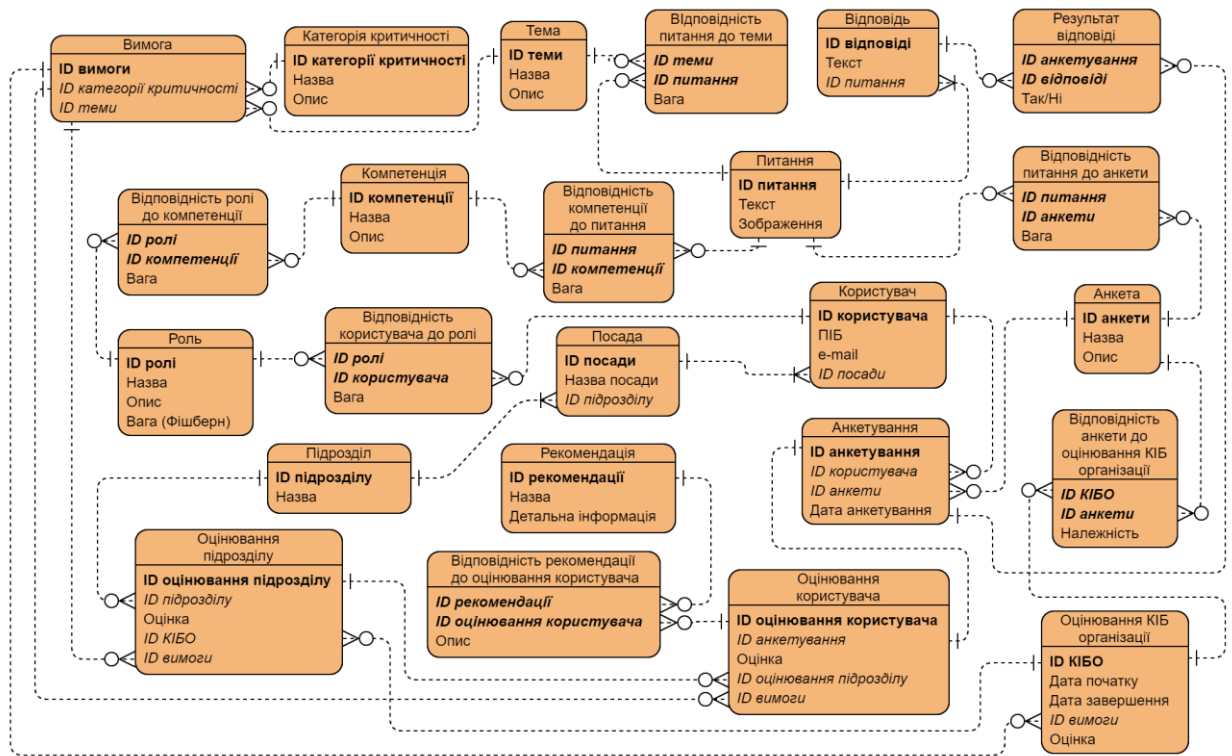 Вимога
ID вимоги
ID категорії критичності
ID теми
Категорія критичності
ID категорії критичності
Назва
Опис
Тема
ID теми
Назва
Опис
Відповідність
питання до теми
ID теми
ID питання
Вага
Відповідь
ID відповіді
Текст
ID питання
Результат
відповіді
ID анкетування
ID відповіді
Так/Ні
Відповідність ролі
до компетенції
ID ролі
ID компетенції
Вага
Компетенція
ID компетенції
Назва
Опис
Відповідність
компетенції
до питання
ID питання
ID компетенції
Вага
Питання
ID питання
Текст
Зображення
Відповідність
питання до анкети
ID питання
ID анкети
Вага
Роль
ID ролі
Назва
Опис
Вага (Фішберн)
Відповідність
користувача до ролі
ID ролі
ID користувача
Вага
Посада
ID посади
Назва посади
ID підрозділу
Користувач
ID користувача
ПІБ
e-mail
ID посади
Анкета
ID анкети
Назва
Опис
Підрозділ
ID підрозділу
Назва
Рекомендація
ID рекомендації
Назва
Детальна інформація
Анкетування
ID анкетування
ID користувача
ID анкети
Дата анкетування
Відповідність
анкети до
оцінювання КІБ
організації
ID КІБО
ID анкети
Належність
Оцінювання
підрозділу
ID оцінювання підрозділу
ID підрозділу
Оцінка
ID КІБО
ID вимоги
Відповідність рекомендації
до оцінювання користувача
ID рекомендації
ID оцінювання користувача
Опис
Оцінювання
користувача
ID оцінювання користувача
ID анкетування
Оцінка
ID оцінювання підрозділу
ID вимоги
Оцінювання КІБ
організації
ID КІБО
Дата початку
Дата завершення
ID вимоги
Оцінка